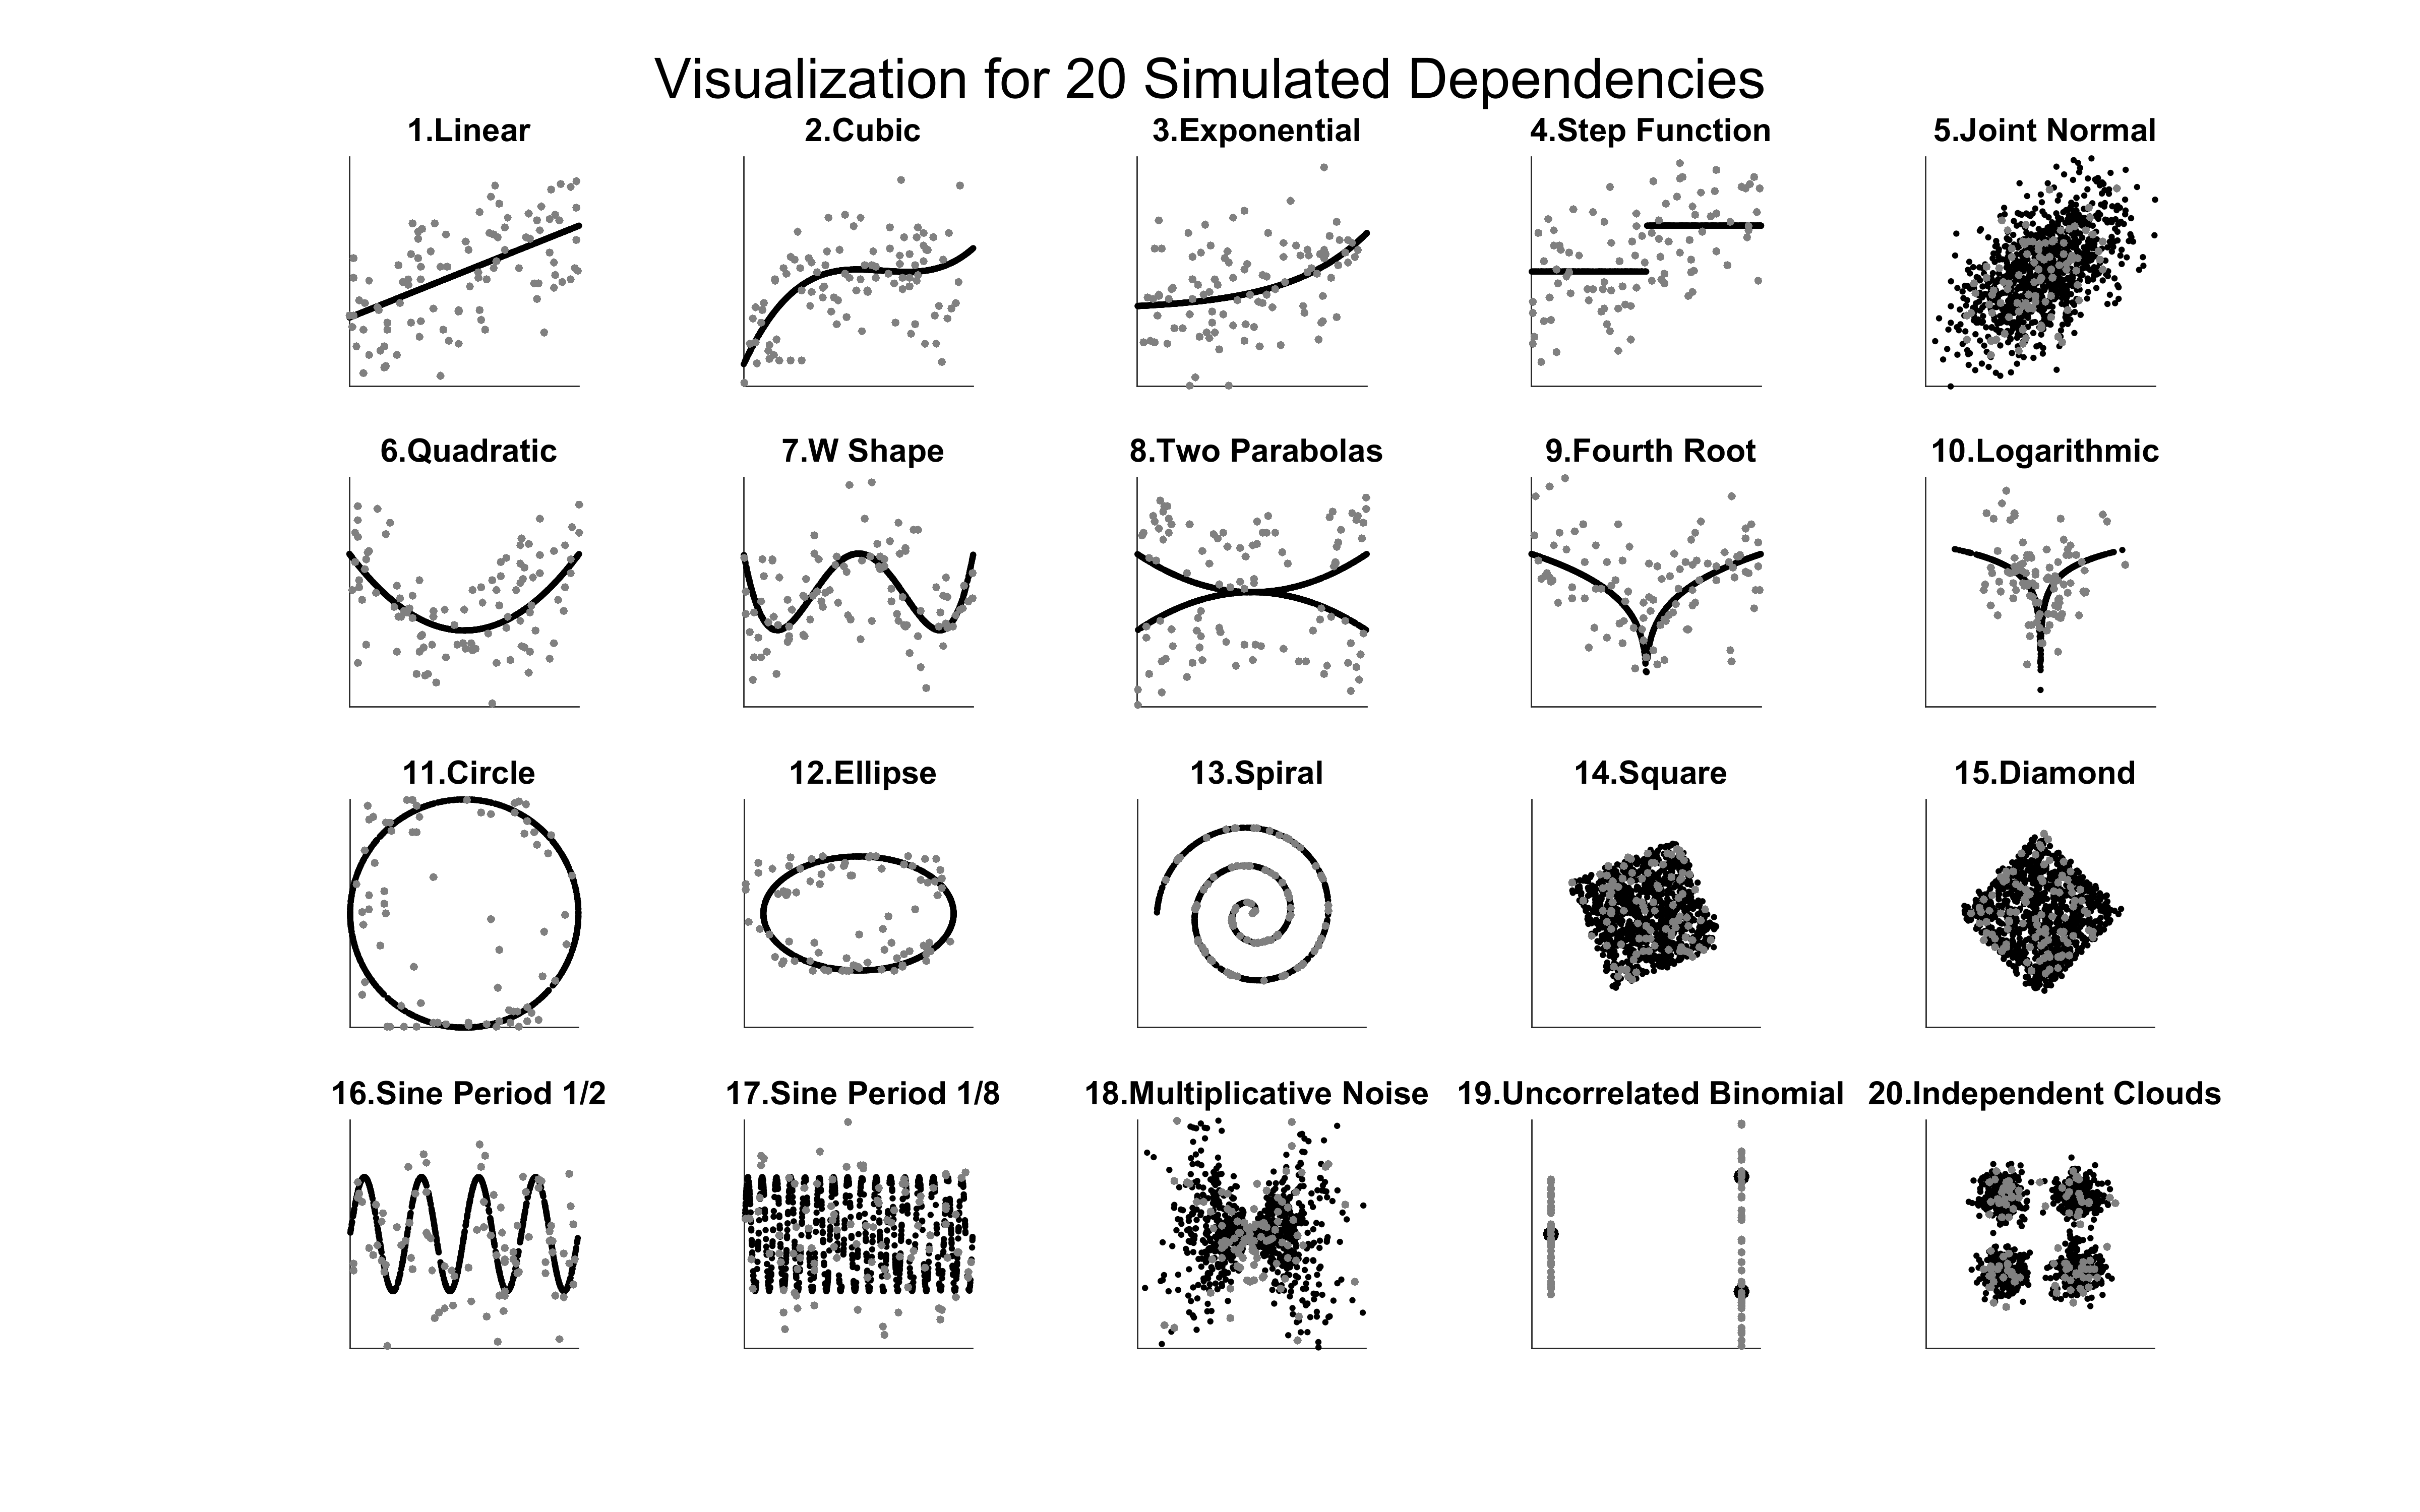 Visualization for 20 Simulated Dependencies
1.Linear
2.Cubic
3.Exponential
4.Step Function
5.Joint Normal
6.Quadratic
7.W Shape
8.Two Parabolas
9.Fourth Root
10.Logarithmic
11.Circle
12.Ellipse
13.Spiral
14.Square
15.Diamond
16.Sine Period 1/2
17.Sine Period 1/8
18.Multiplicative Noise
19.Uncorrelated Binomial
20.Independent Clouds